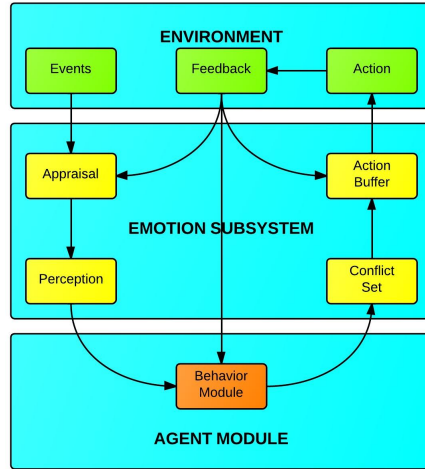 ENVIRONMENT
Events
Feedback
Action
Appraisal
Action
Buffer
EMOTION SUBSYSTEM
Perception
Conflict
Set
Behavior
Module
AGENT MODULE